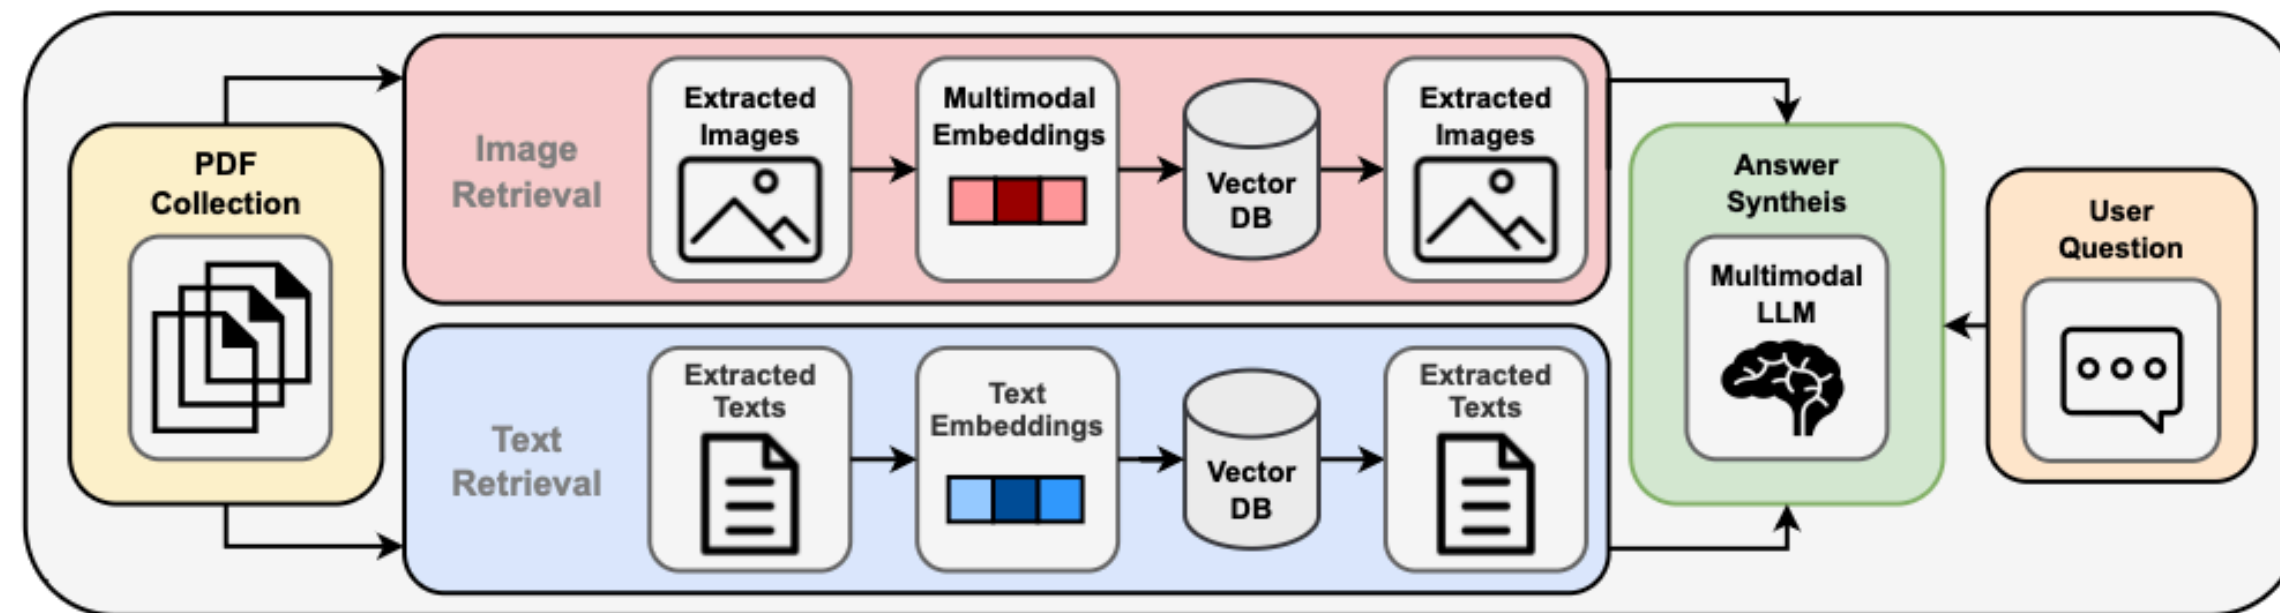 PDF
Collection
Image
Retrieval
Extracted
Images
Multimodal
Embeddings
Vector
DB
Extracted
Images
Text
Retrieval
Extracted
Texts
Text
Embeddings
Vector
DB
Extracted
Texts
Answer
Syntheis
Multimodal
LLM
User
Question